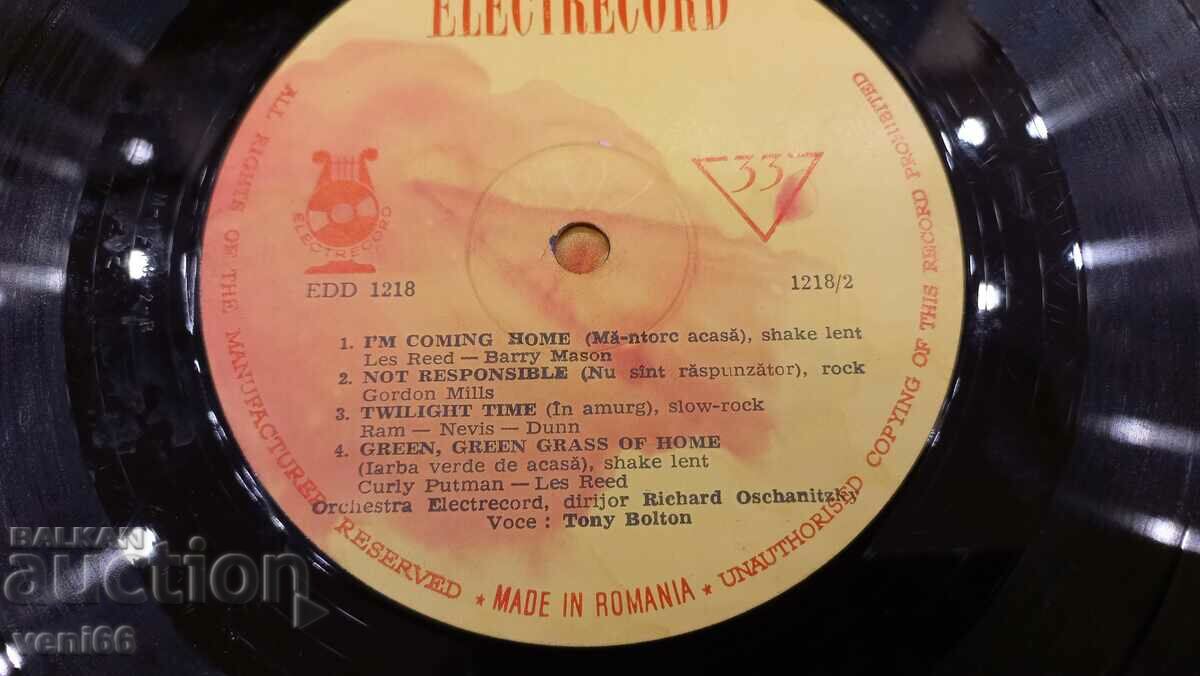 ELECTRECORD
ELECTRECORD
33
EDD 1218
1218/2
1. I'M COMING HOME (Mă-ntorc acasă), shake lent
Les Reed — Barry Mason
2. NOT RESPONSIBLE (Nu sînt răspunzător), rock
Gordon Mills
3. TWILIGHT TIME (În amurg), slow-rock
Ram — Nevis — Dunn
4. GREEN, GREEN GRASS OF HOME
(Iarba verde de acasă), shake lent
Curly Putman — Les Reed
Orchestra Electrecord, dirijor Richard Oschanitzky
Voce : Tony Bolton
ALL RIGHTS OF THE MANUFACTURER RESERVED ★ MADE IN ROMANIA ★ UNAUTHORISED COPYING OF THIS RECORD PROHIBITED
BALKAN
auction
veni66